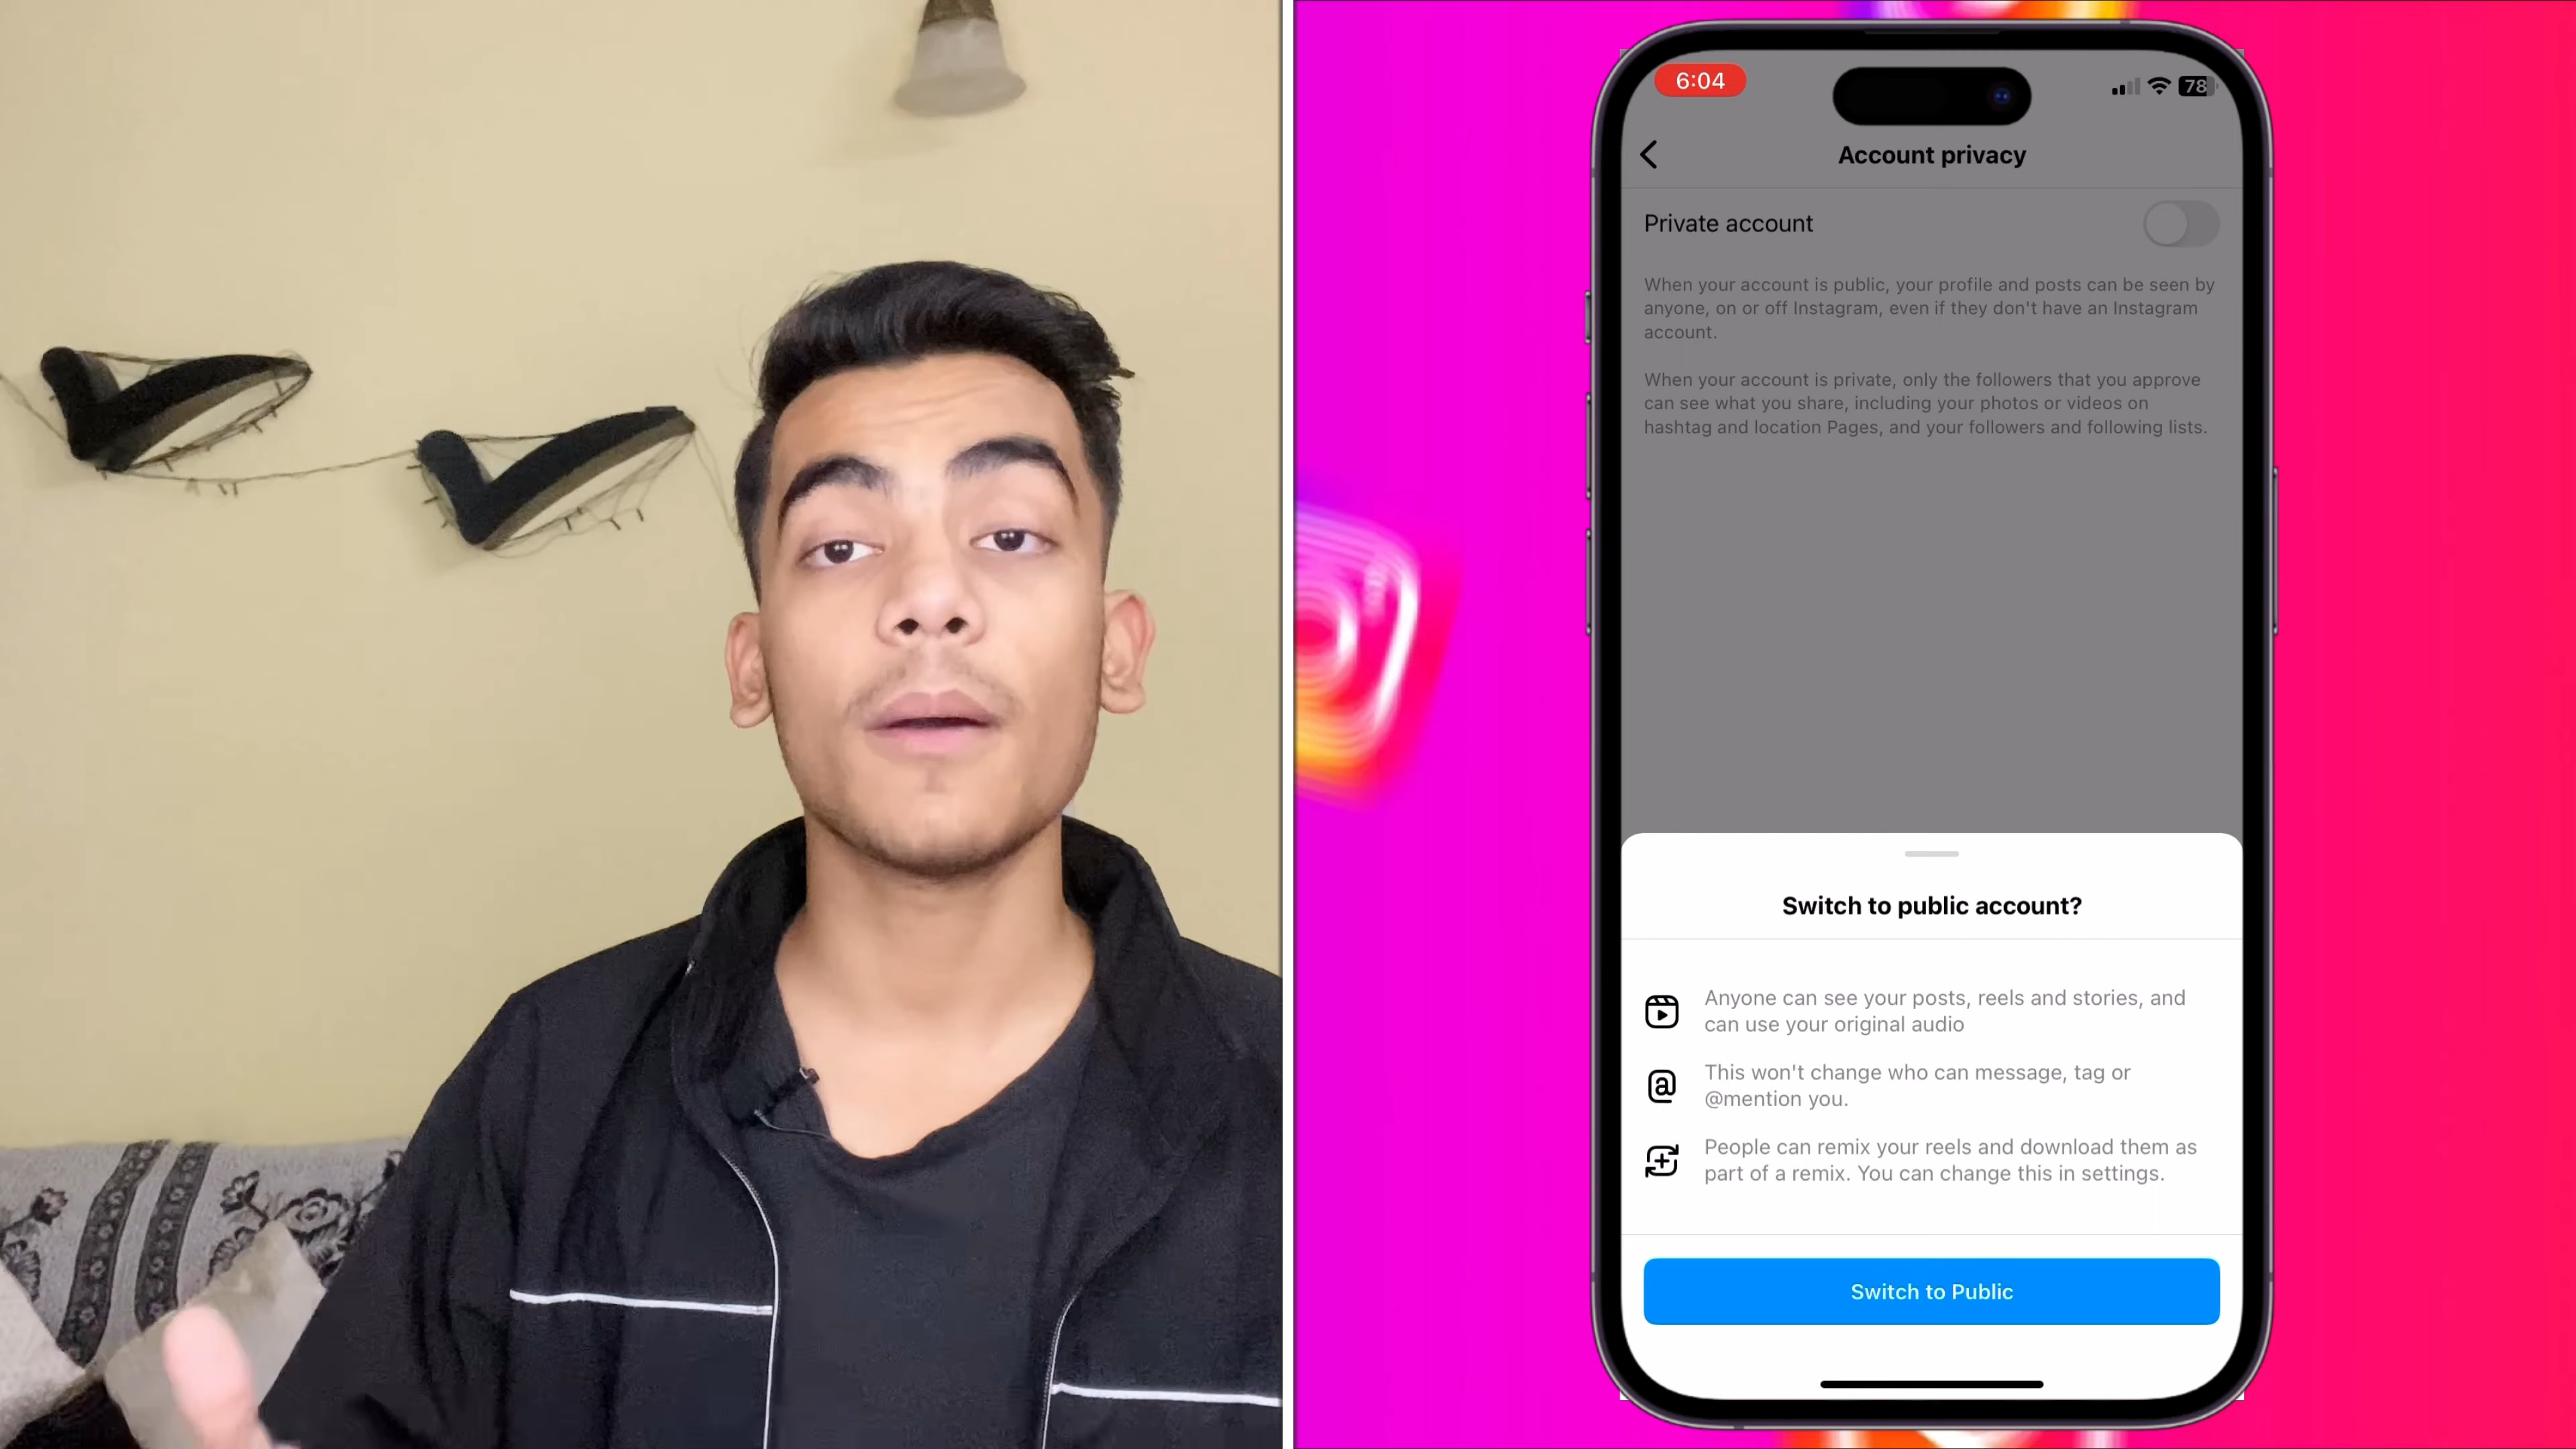 6:04
78
Account privacy
Private account
When your account is public, your profile and posts can be seen by
anyone, on or off Instagram, even if they don't have an Instagram
account.
When your account is private, only the followers that you approve
can see what you share, including your photos or videos on
hashtag and location Pages, and your followers and following lists.
Switch to public account?
Anyone can see your posts, reels and stories, and
can use your original audio
This won't change who can message, tag or
@mention you.
People can remix your reels and download them as
part of a remix. You can change this in settings.
Switch to Public